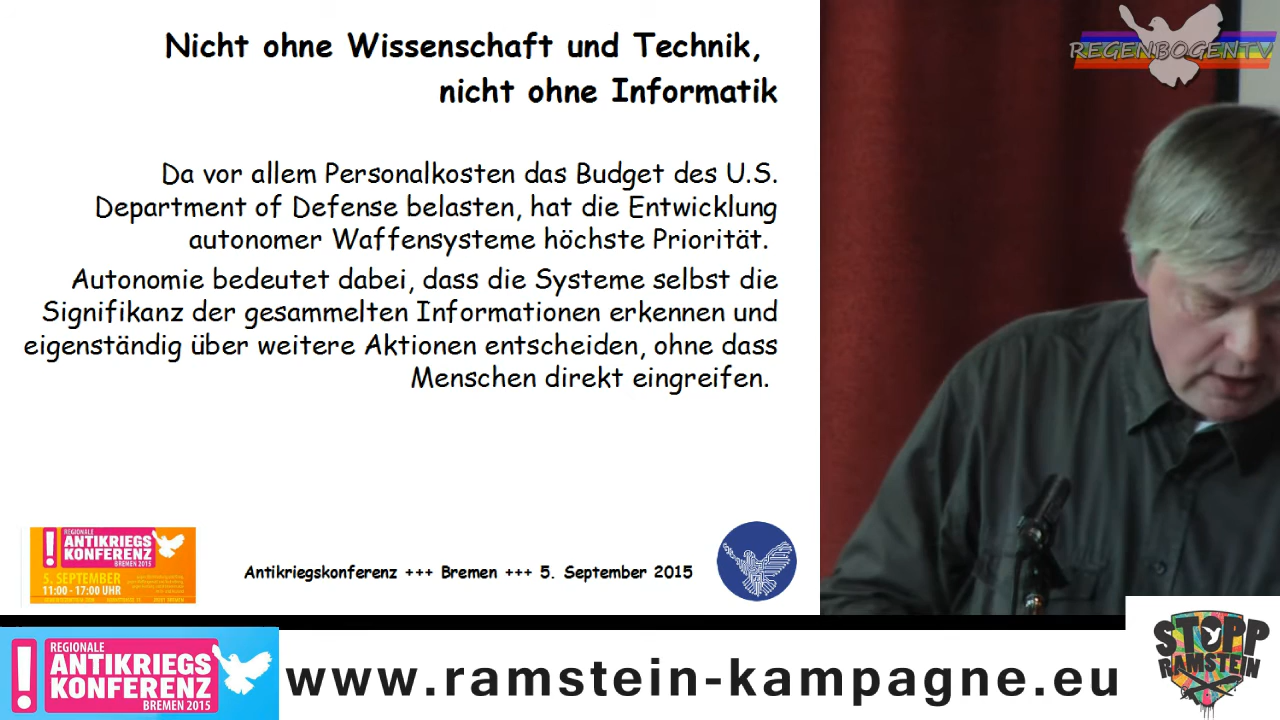 Nicht ohne Wissenschaft und Technik,
nicht ohne Informatik
REGENBOGENTV
Da vor allem Personalkosten das Budget des U.S.
Department of Defense belasten, hat die Entwicklung
autonomer Waffensysteme höchste Priorität.
Autonomie bedeutet dabei, dass die Systeme selbst die
Signifikanz der gesammelten Informationen erkennen und
eigenständig über weitere Aktionen entscheiden, ohne dass
Menschen direkt eingreifen.
! REGIONALE
ANTIKRIEGS
KONFERENZ
BREMEN 2015
5. SEPTEMBER
11:00 - 17:00 UHR
Antikriegskonferenz +++ Bremen +++ 5. September 2015
! REGIONALE
ANTIKRIEGS
KONFERENZ
BREMEN 2015
www.ramstein-kampagne.eu
STOPP
RAMSTEIN